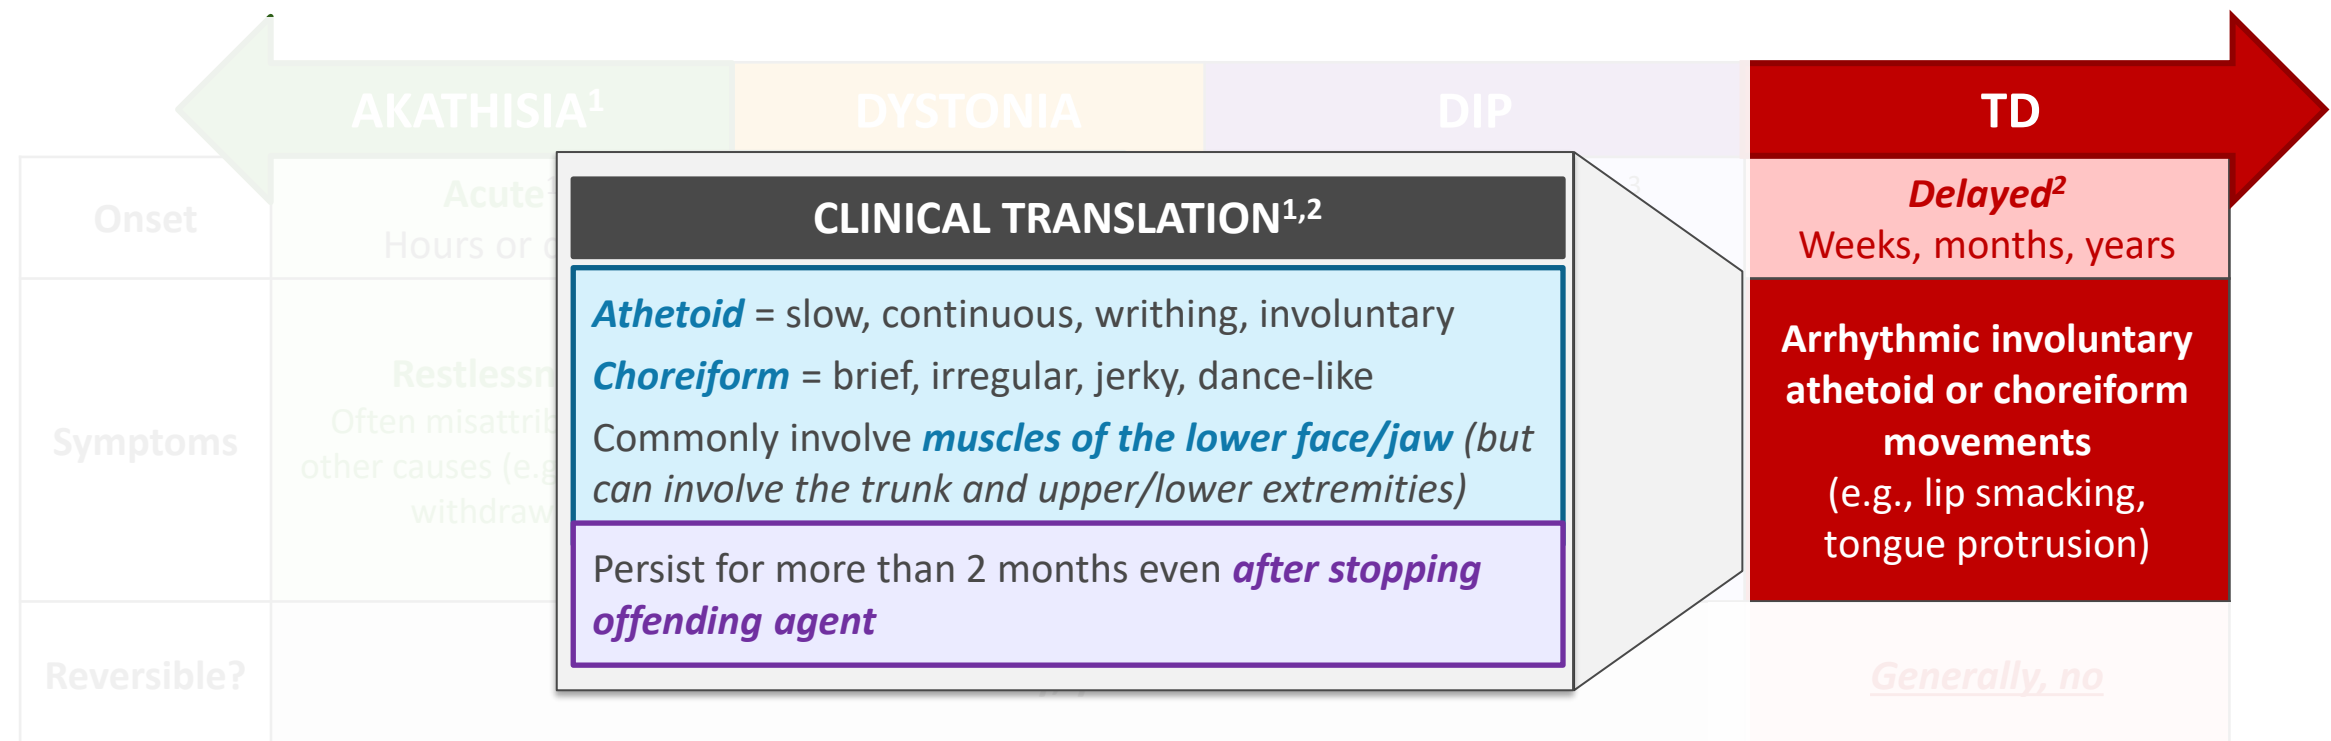 AKATHISIA1 DYSTONIA DIP TD
Onset
Acute1
Hours or
3
Delayed2
Weeks, months, years
CLINICAL TRANSLATION1,2
Athetoid = slow, continuous, writhing, involuntary
Choreiform = brief, irregular, jerky, dance-like
Commonly involve muscles of the lower face/jaw (but
can involve the trunk and upper/lower extremities)
Persist for more than 2 months even after stopping
offending agent
Symptoms
Often
other causes
Arrhythmic involuntary
athetoid or choreiform
movements
(e.g., lip smacking,
tongue protrusion)
Reversible?
Generally, no